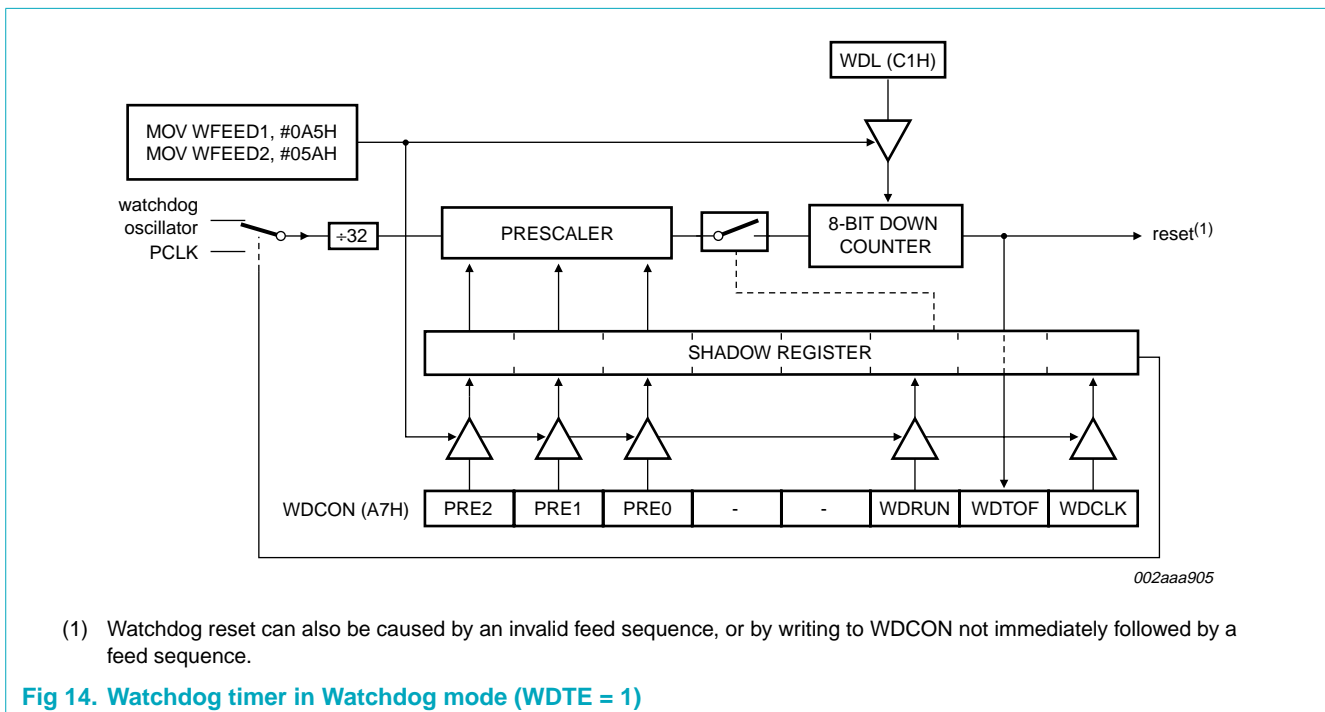 WDL (C1H)
MOV WFEED1, #0A5H
MOV WFEED2, #05AH
watchdog
oscillator
PCLK
÷32
PRESCALER
8-BIT DOWN
COUNTER
reset(1)
SHADOW REGISTER
WDCON (A7H)
PRE2
PRE1
PRE0
-
-
WDRUN
WDTOF
WDCLK
002aaa905
(1) Watchdog reset can also be caused by an invalid feed sequence, or by writing to WDCON not immediately followed by a
feed sequence.
Fig 14. Watchdog timer in Watchdog mode (WDTE = 1)